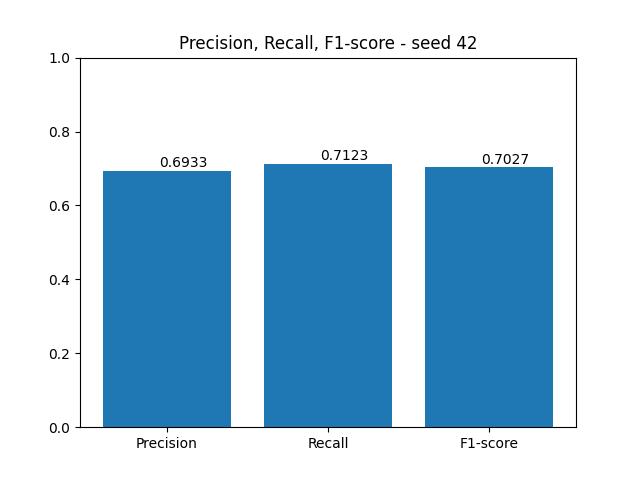 Precision, Recall, F1-score - seed 42
1.0
0.8
0.6
0.4
0.2
0.0
0.6933
0.7123
0.7027
Precision
Recall
F1-score